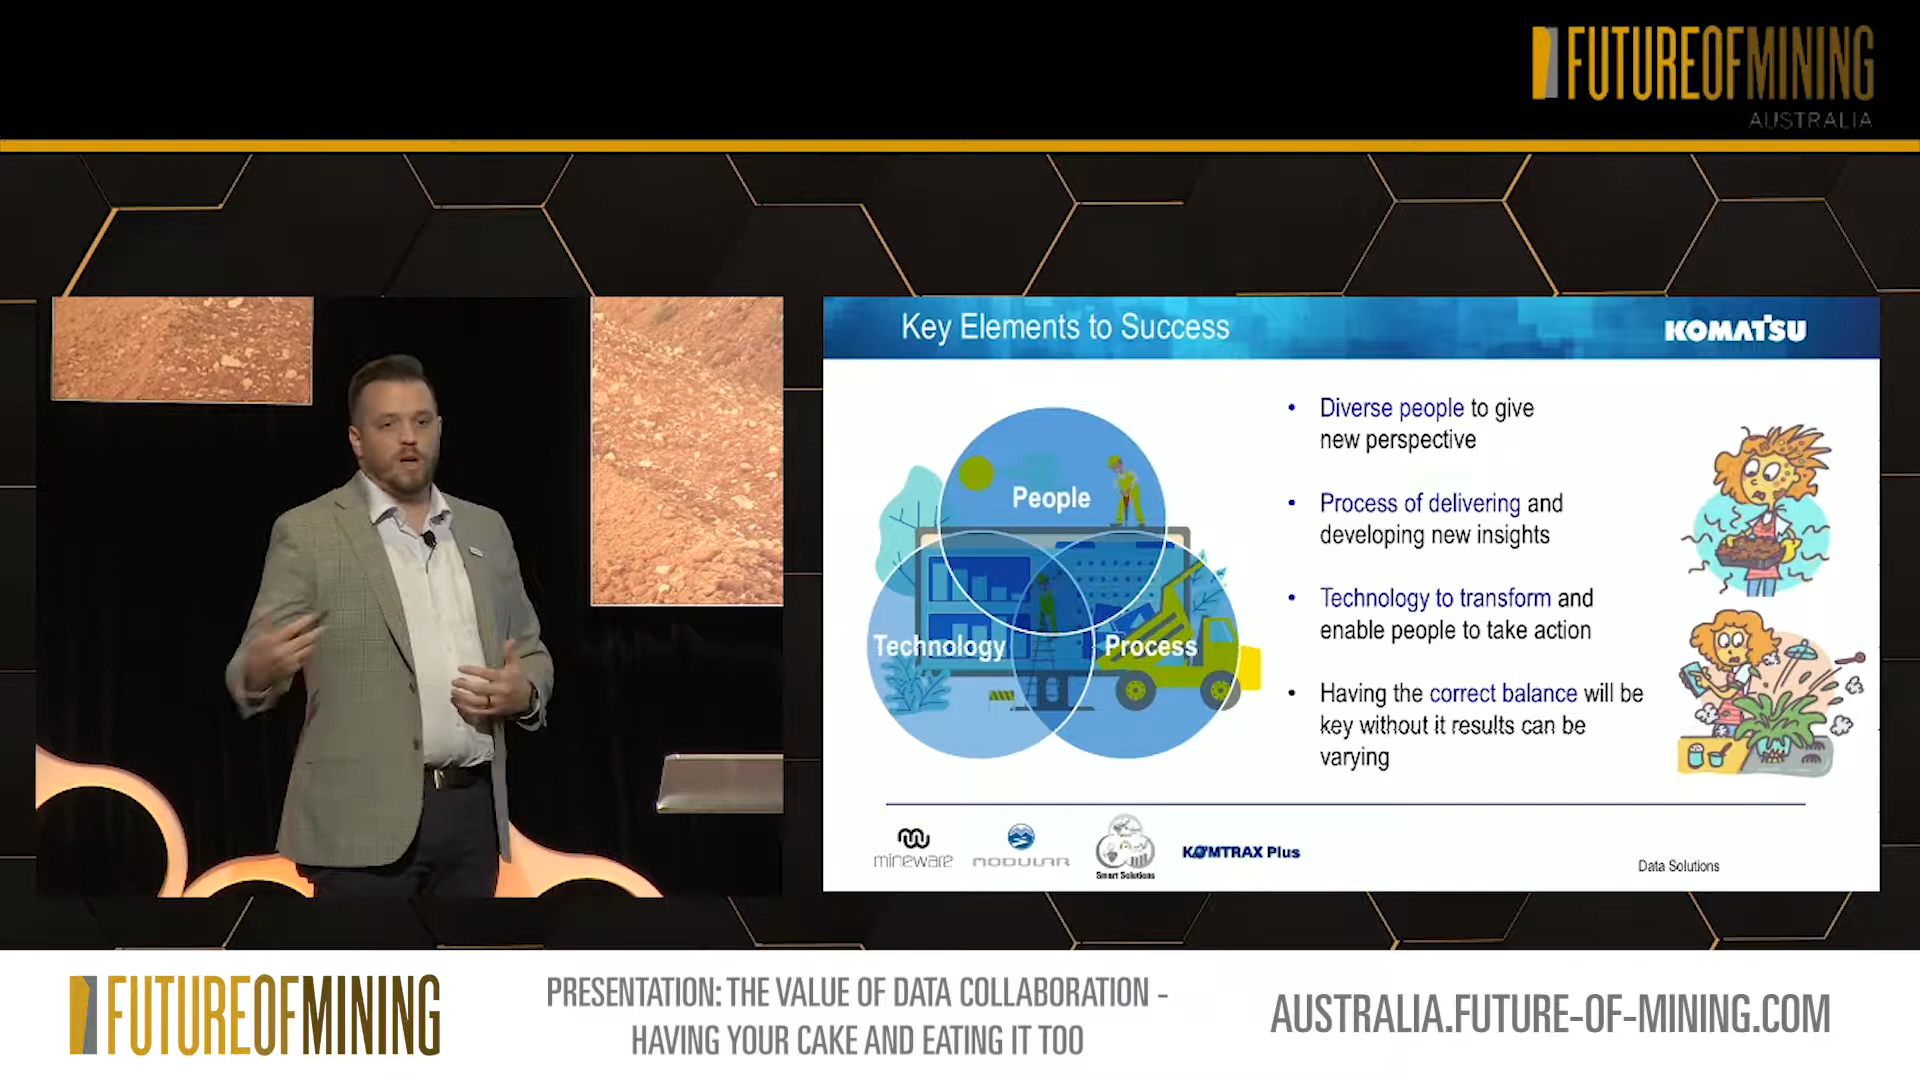 FUTUREOFMINING
AUSTRALIA
Key Elements to Success
KOMATSU
People
Technology
Process
• Diverse people to give
new perspective
• Process of delivering and
developing new insights
• Technology to transform and
enable people to take action
• Having the correct balance will be
key without it results can be
varying
mineware
MODULAR
Smart Solutions
KOMTRAX Plus
Data Solutions
FUTUREOFMINING
PRESENTATION: THE VALUE OF DATA COLLABORATION -
HAVING YOUR CAKE AND EATING IT TOO
AUSTRALIA.FUTURE-OF-MINING.COM